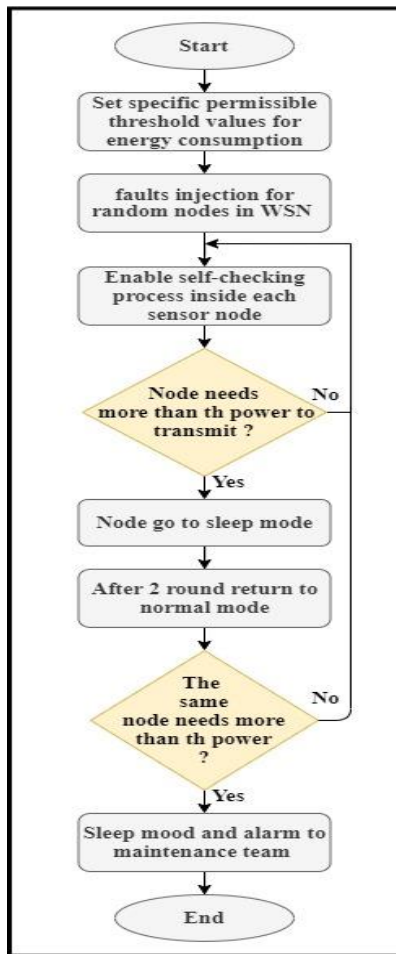 Start
Set specific permissible
threshold values for
energy consumption
faults injection for
random nodes in WSN
Enable self-checking
process inside each
sensor node
Node needs
more than th power to
transmit ?
No
Yes
Node go to sleep mode
After 2 round return to
normal mode
The
same
node needs more
than th power
?
No
Yes
Sleep mood and alarm to
maintenance team
End